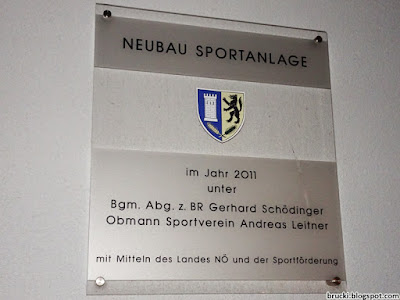 NEUBAU SPORTANLAGE
im Jahr 2011
unter
Bgm. Abg. z. BR Gerhard Schödinger
Obmann Sportverein Andreas Leitner
mit Mitteln des Landes NÖ und der Sportförderung
brucki.blogspot.com